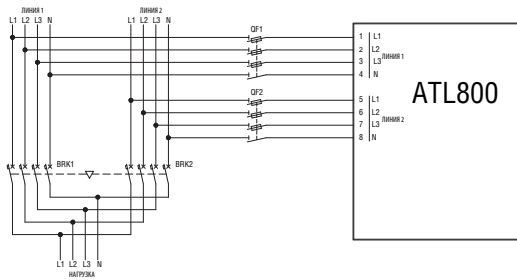 ЛИНИЯ 1 ЛИНИЯ 2
L1 L2 L3 N L1 L2 L3 N
QF1
1 L1
2 L2
3 L3 ЛИНИЯ 1
4 N
ATL800
QF2
5 L1
6 L2
7 L3 ЛИНИЯ 2
8 N
BRK1 BRK2
L1 L2 L3 N
НАГРУЗКА